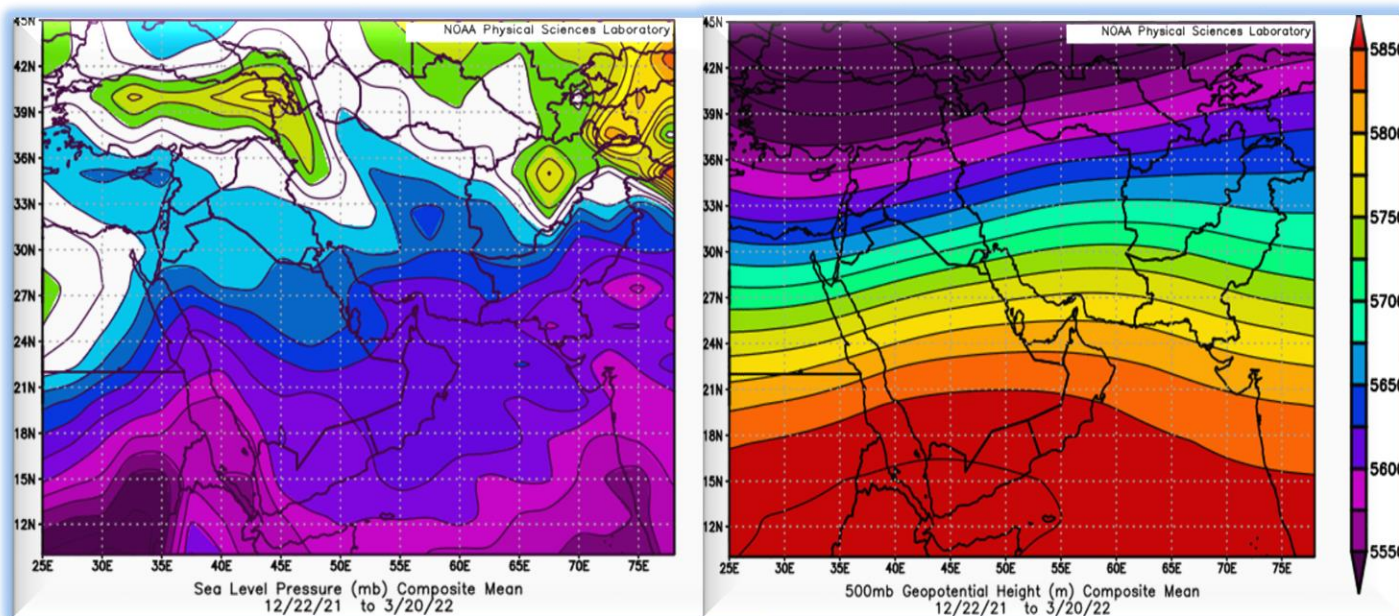 NOAA Physics Sciences Laboratory
45N
42N
39N
36N
33N
30N
27N
24N
21N
18N
15N
12N
25E 30E 35E 40E 45E 50E 55E 60E 65E 70E 75E
Sea Level Pressure (mb) Composite Mean
12/22/21 to 3/20/22
NOAA Physical Sciences Laboratory
45N
42N
39N
36N
33N
30N
27N
24N
21N
18N
15N
12N
25E 30E 35E 40E 45E 50E 55E 60E 65E 70E 75E
500mb Geopotential Height (m) Composite Mean
12/22/21 to 3/20/22
5850
5800
5750
5700
5650
5600
5550